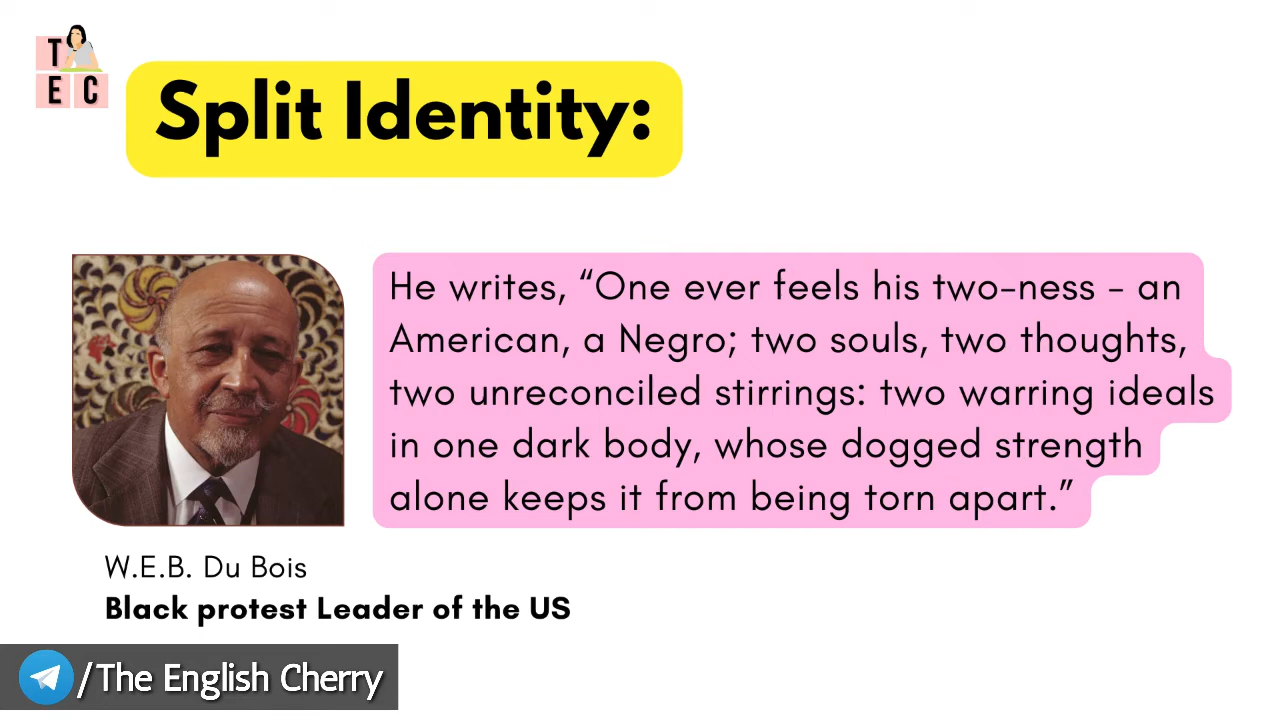 T
E C
Split Identity:
He writes, “One ever feels his two-ness - an
American, a Negro; two souls, two thoughts,
two unreconciled stirrings: two warring ideals
in one dark body, whose dogged strength
alone keeps it from being torn apart.”
W.E.B. Du Bois
Black protest Leader of the US
/The English Cherry